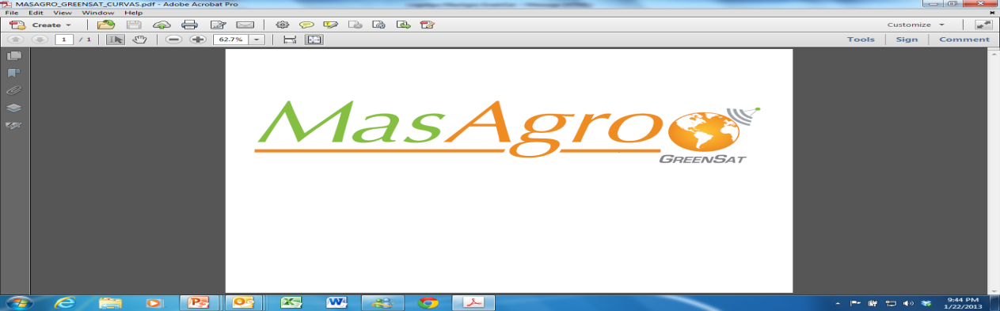 MASAGRO_GREENSAT_CURVAS.pdf - Adobe Acrobat Pro
File Edit View Window Help
Create
Customize
1 / 1
62.7%
Tools Sign Comment
MasAgro
GREENSAT
9:44 PM
1/22/2013